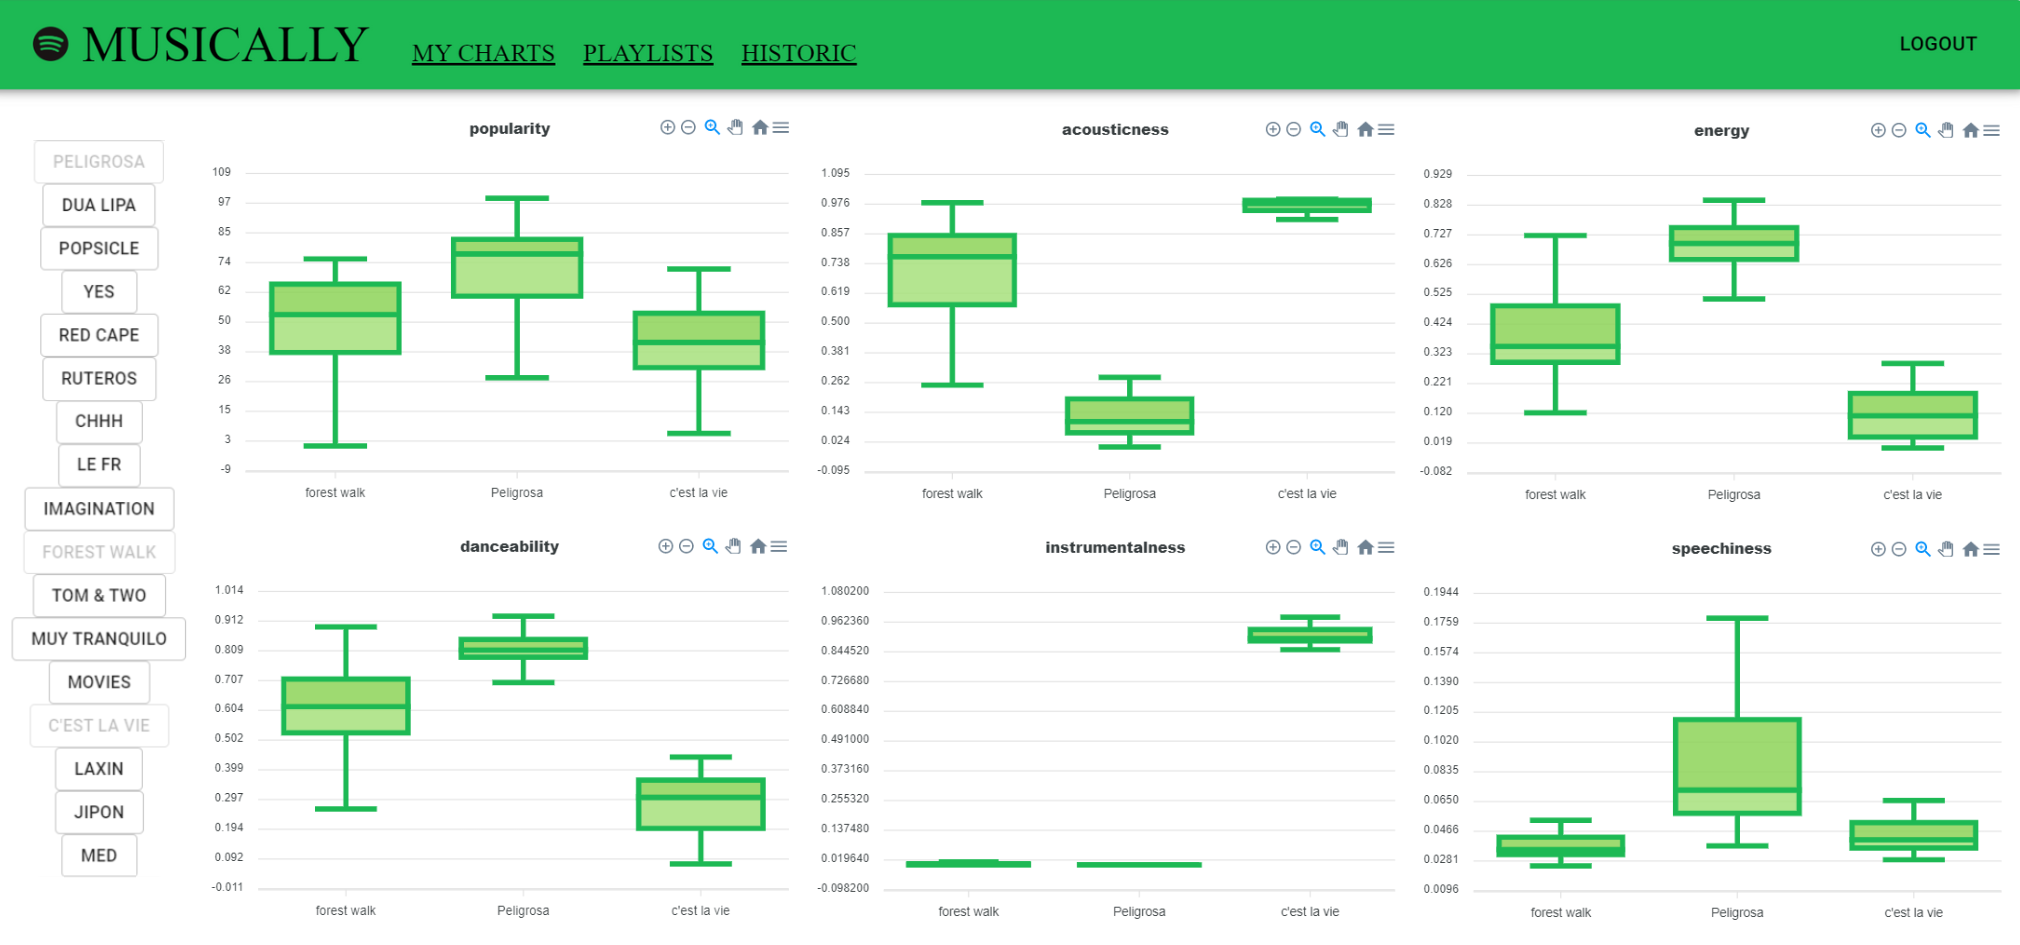 MUSICALLY MY CHARTS PLAYLISTS HISTORIC LOGOUT
PELIGROSA
DUA LIPA
POPSICLE
YES
RED CAPE
RUTEROS
CHHH
LE FR
IMAGINATION
FOREST WALK
TOM & TWO
MUY TRANQUILO
MOVIES
C'EST LA VIE
LAXIN
JIPON
MED
popularity
109
97
85
74
62
50
38
26
15
3
-9
forest walk Peligrosa c'est la vie
acousticness
1.095
0.976
0.857
0.738
0.619
0.500
0.381
0.262
0.143
0.024
-0.095
forest walk Peligrosa c'est la vie
energy
0.929
0.828
0.727
0.626
0.525
0.424
0.323
0.221
0.120
0.019
-0.082
forest walk Peligrosa c'est la vie
danceability
1.014
0.912
0.809
0.707
0.604
0.502
0.399
0.297
0.194
0.092
-0.011
forest walk Peligrosa c'est la vie
instrumentalness
1.080200
0.962360
0.844520
0.726680
0.608840
0.491000
0.373160
0.255320
0.137480
0.019640
-0.098200
forest walk Peligrosa c'est la vie
speechiness
0.1944
0.1759
0.1574
0.1390
0.1205
0.1020
0.0835
0.0650
0.0466
0.0281
0.0096
forest walk Peligrosa c'est la vie